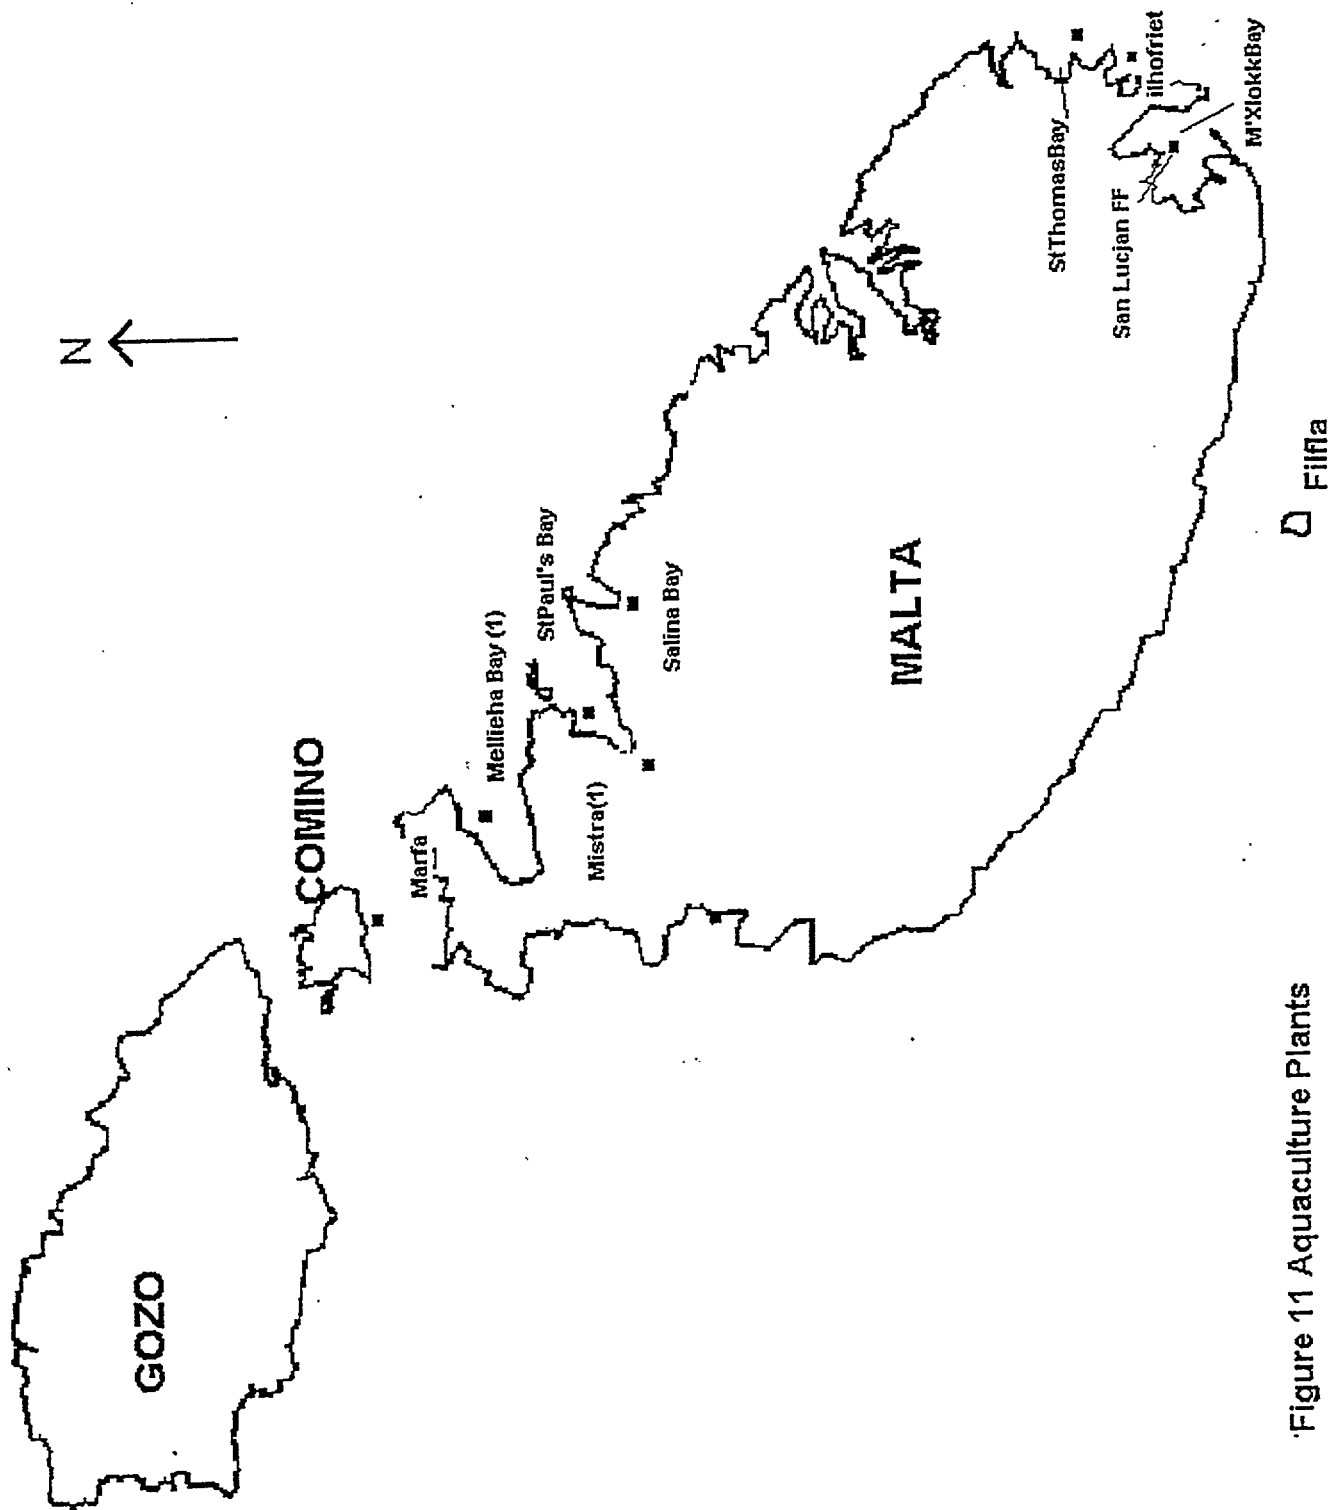 N
GOZO
COMINO
Marfa
Mellieha Bay (1)
StPaul's Bay
Mistra(1)
Salina Bay
MALTA
StThomasBay
San Lucjan FF
ilhofriet
M'XlokkBay
Filfla
Figure 11 Aquaculture Plants